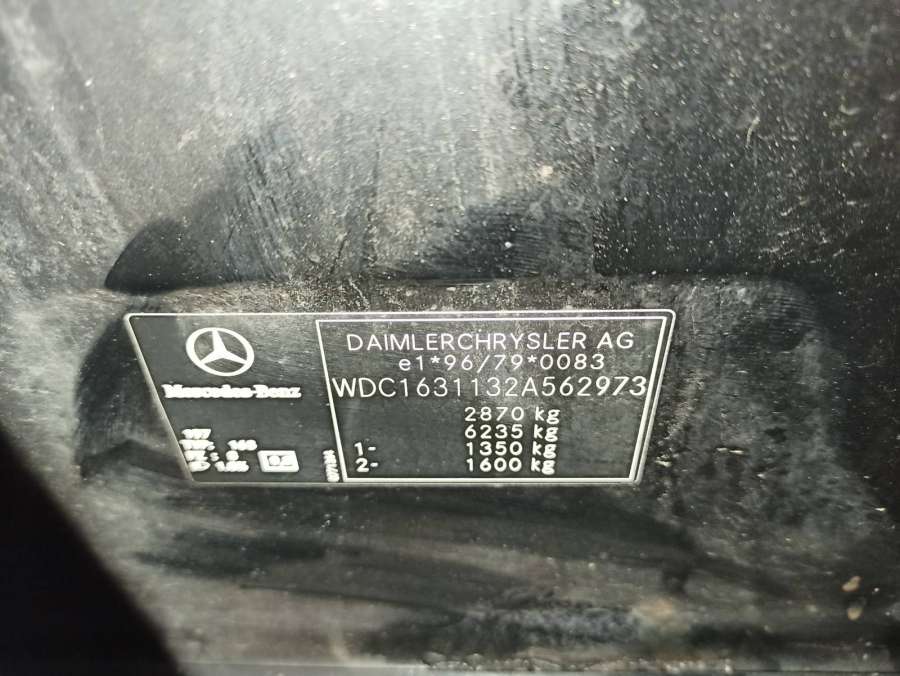 DAIMLERCHRYSLER AG
e1*96/79*0083
Mercedes-Benz
WDC1631132A562973
2870 kg
6235 kg
1- 1350 kg
2- 1600 kg